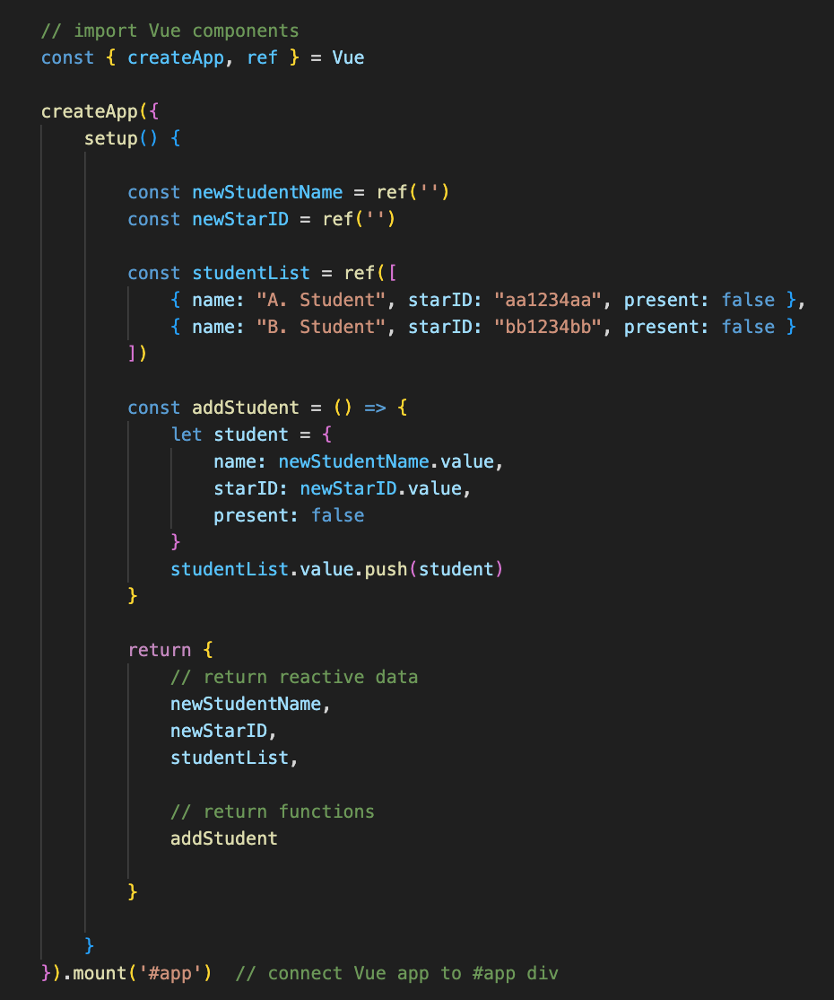 // import Vue components
const { createApp, ref } = Vue
createApp({
setup() {
const newStudentName = ref('')
const newStarID = ref('')
const studentList = ref([
{ name: "A. Student", starID: "aa1234aa", present: false },
{ name: "B. Student", starID: "bb1234bb", present: false }
])
const addStudent = () => {
let student = {
name: newStudentName.value,
starID: newStarID.value,
present: false
}
studentList.value.push(student)
}
return {
// return reactive data
newStudentName,
newStarID,
studentList,
// return functions
addStudent
}
}
}).mount('#app')  // connect Vue app to #app div